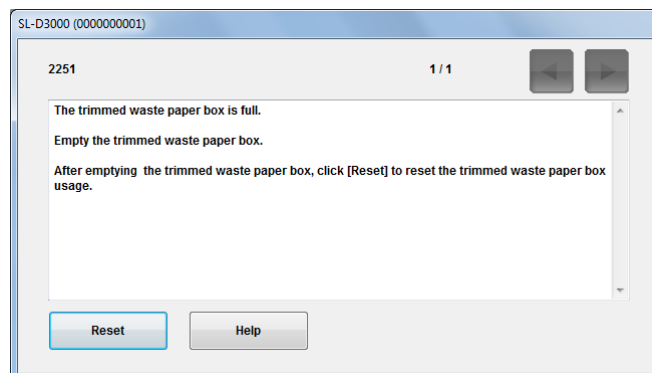 SL-D3000 (0000000001)
2251 1 / 1
The trimmed waste paper box is full.
Empty the trimmed waste paper box.
After emptying  the trimmed waste paper box, click [Reset] to reset the trimmed waste paper box
usage.
Reset Help